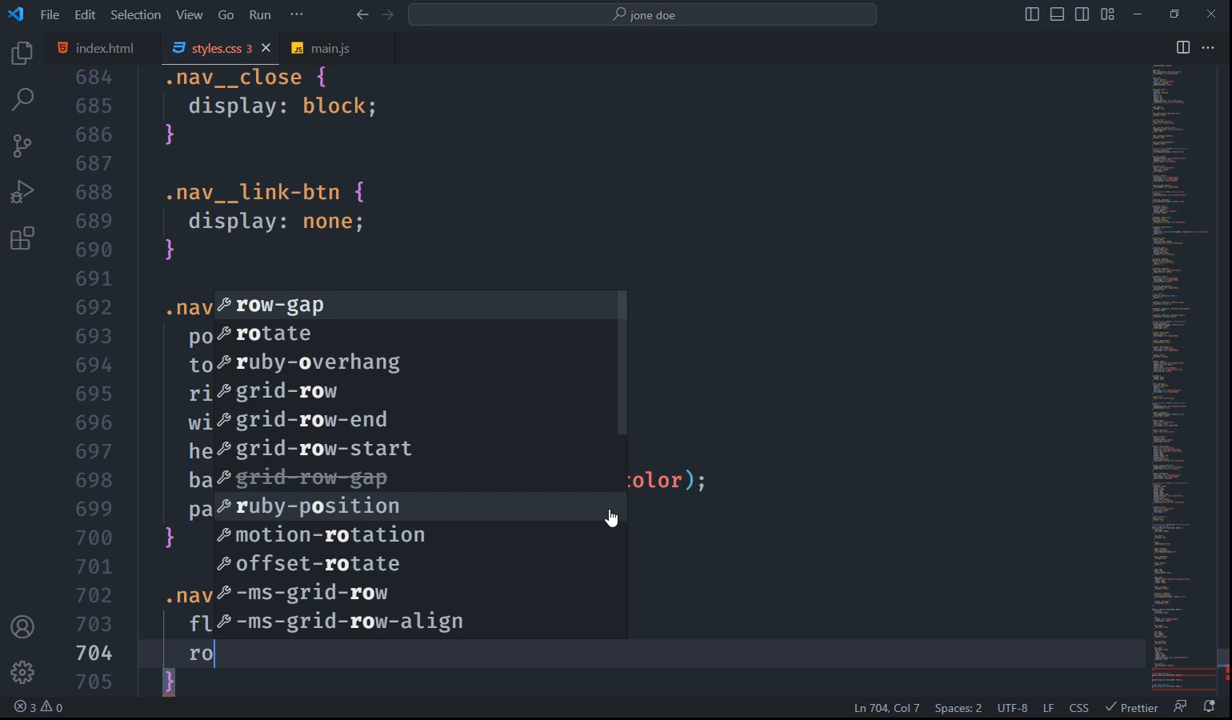 File Edit Selection View Go Run ··· jone doe
index.html styles.css 3 main.js
684 .nav__close {
685 display: block;
686 }
687
688 .nav__link-btn {
689 display: none;
690 }
691
692 .nav row-gap
693 po rotate
694 to ruby-overhang
695 ri grid-row
696 wi grid-row-end
697 he grid-row-start
698 ba grid-row-gap color);
699 pa ruby-position
700 } motion-rotation
701 offset-rotate
702 .nav -ms-grid-row
703 fl -ms-grid-row-align
704 ro
705 }
3 0 Ln 704, Col 7 Spaces: 2 UTF-8 LF CSS Prettier